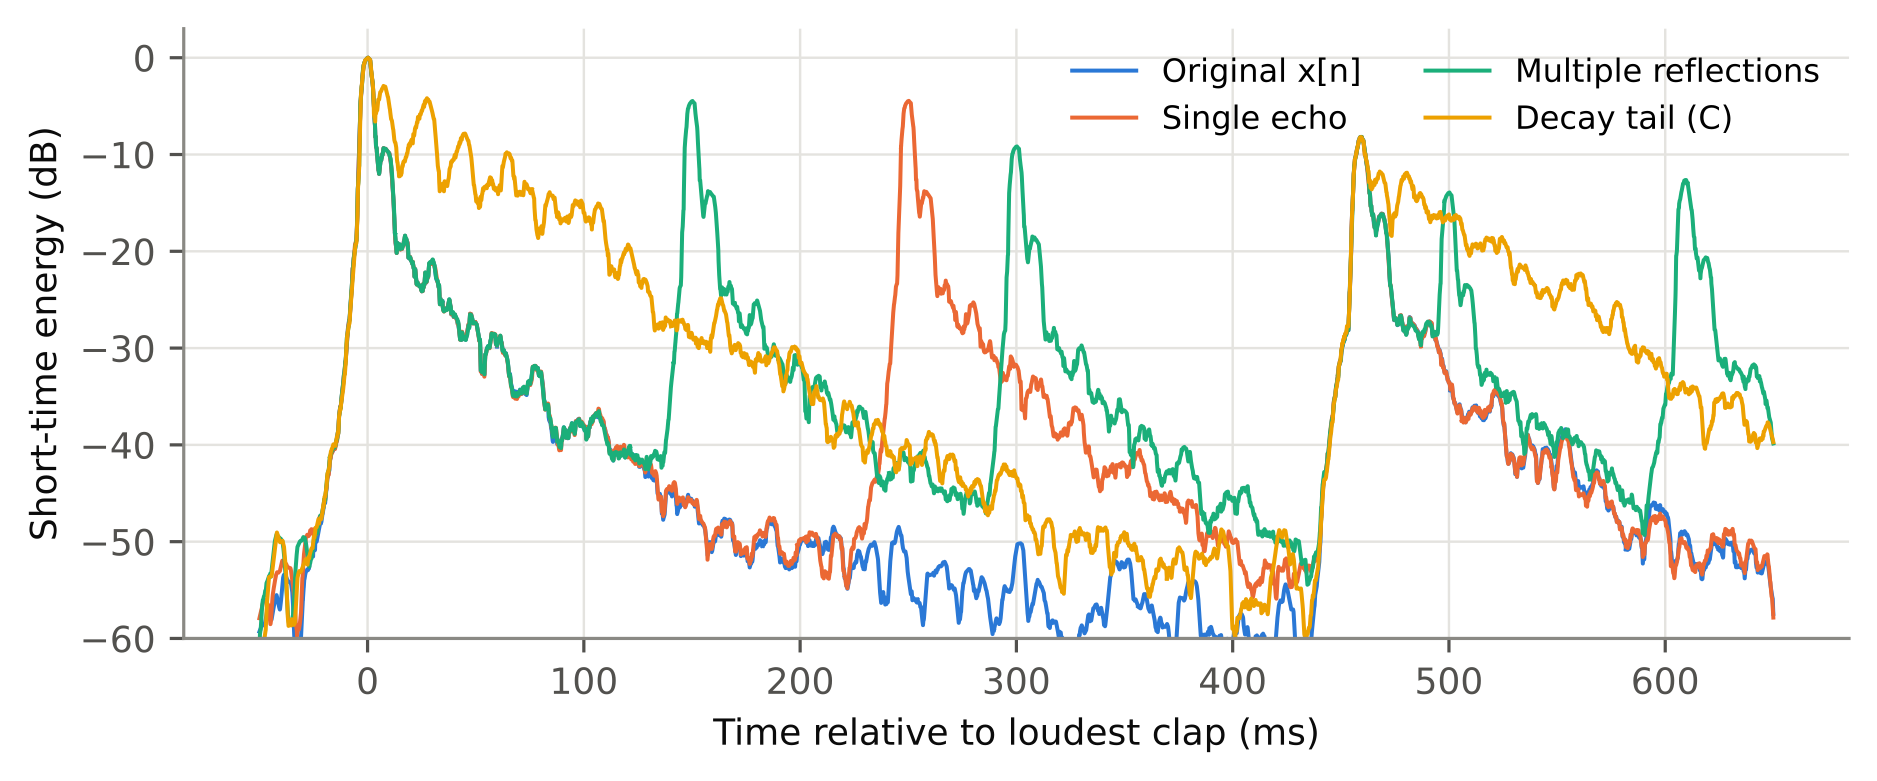 Short-time energy (dB)
0
−10
−20
−30
−40
−50
−60
Original x[n]
Single echo
Multiple reflections
Decay tail (C)
0 100 200 300 400 500 600
Time relative to loudest clap (ms)